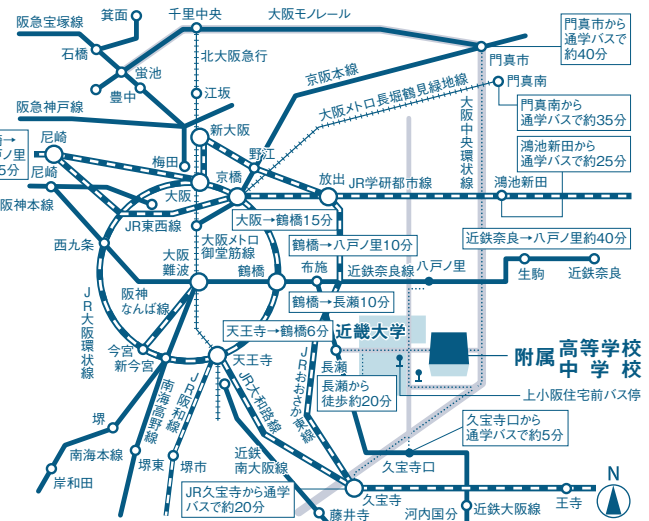 箕面
千里中央
大阪モノレール
阪急宝塚線
門真市から
通学バスで
約40分
石橋
北大阪急行
門真市
蛍池
京阪本線
大阪メトロ長堀鶴見緑地線
門真南
豊中
江坂
大阪中央環状線
門真南から
通学バスで約35分
阪急神戸線
新大阪
尼崎
野江
鴻池新田から
通学バスで約25分
梅田
京橋
放出
JR学研都市線
尼崎
大阪
鴻池新田
阪神本線
JR東西線
大阪→鶴橋15分
大阪メトロ
御堂筋線
西九条
鶴橋→八戸ノ里10分
近鉄奈良→八戸ノ里約40分
大阪
難波
鶴橋
布施
近鉄奈良線
八戸ノ里
生駒
近鉄奈良
JR大阪環状線
阪神
なんば線
鶴橋→長瀬10分
天王寺→鶴橋6分
近畿大学
今宮
新今宮
天王寺
附属
高等学校
中学校
長瀬
長瀬から
徒歩約20分
上小阪住宅前バス停
南海高野線
JR阪和線
JR大和路線
JRおおさか東線
久宝寺口から
通学バスで約5分
堺
南海本線
堺東
堺市
近鉄
南大阪線
久宝寺口
岸和田
JR久宝寺から通学
バスで約20分
久宝寺
王寺
藤井寺
河内国分
近鉄大阪線
N